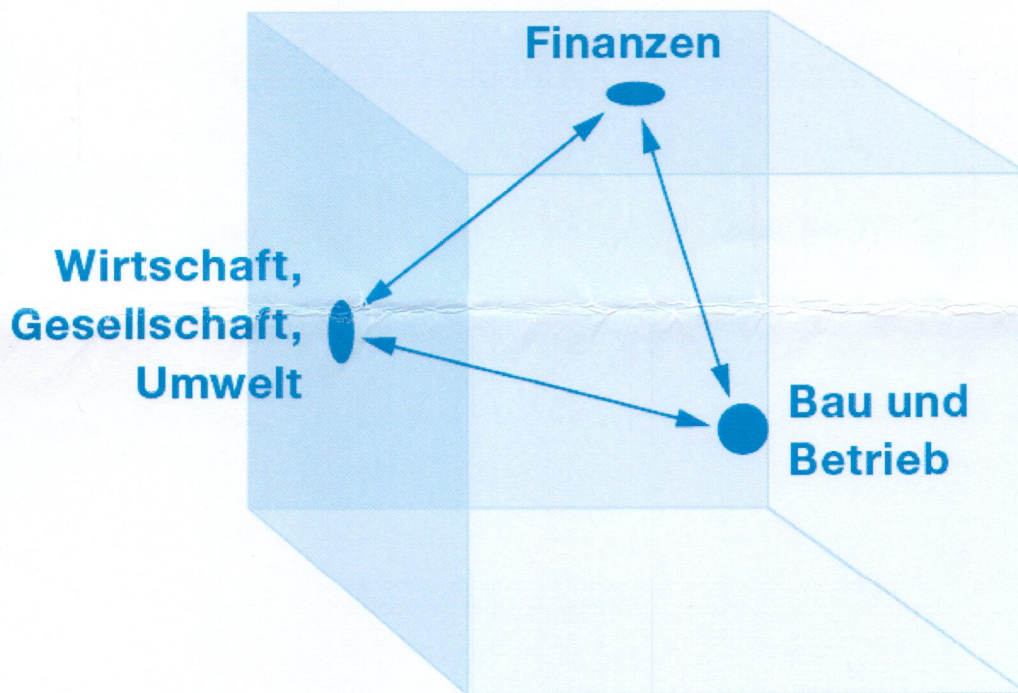 Finanzen
Wirtschaft,
Gesellschaft,
Umwelt
Bau und
Betrieb